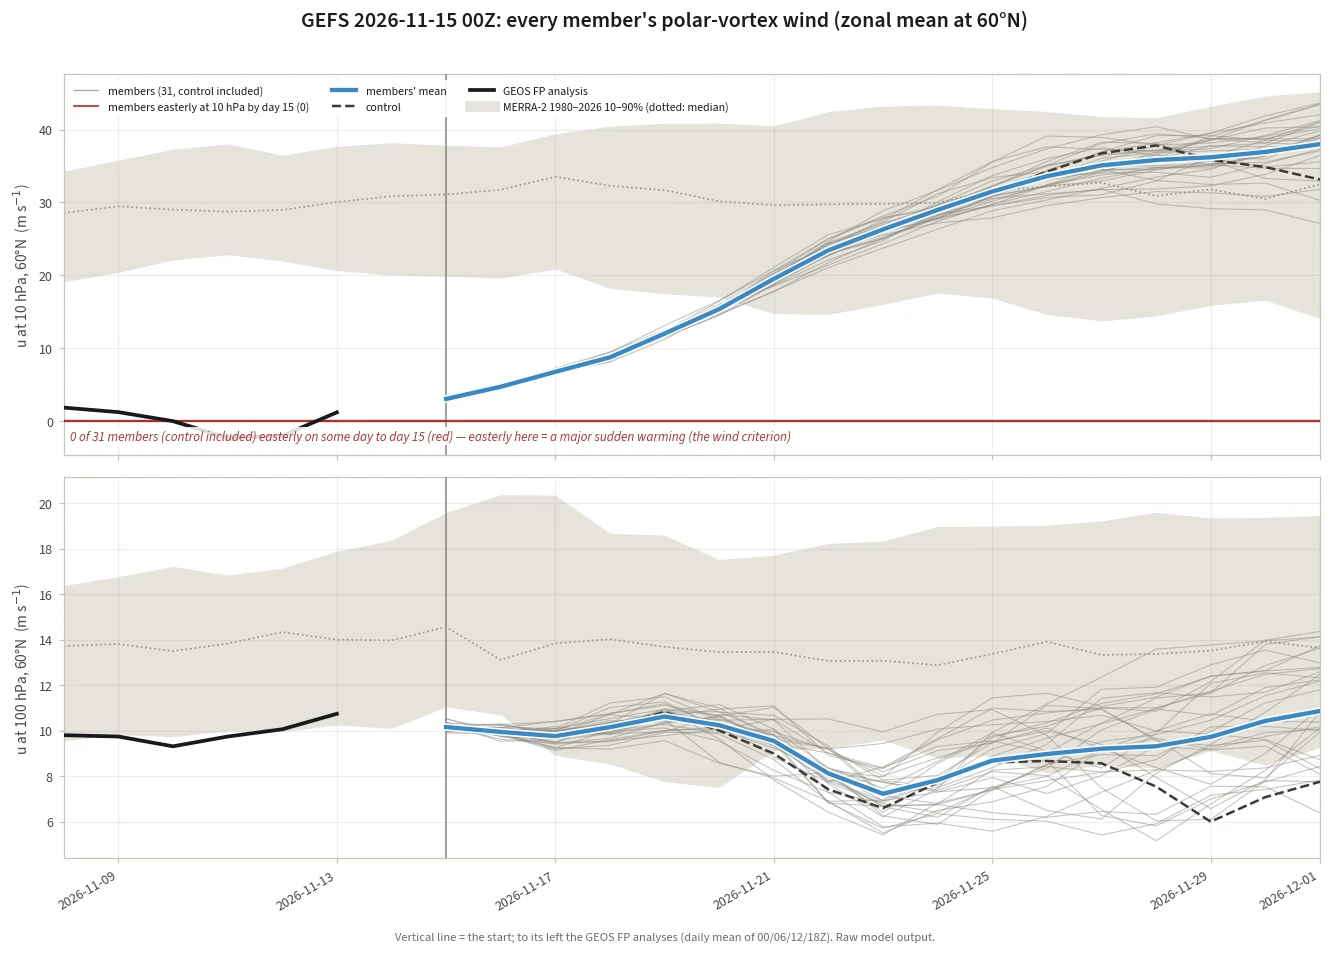 GEFS 2026-11-15 00Z: every member's polar-vortex wind (zonal mean at 60°N)
members (31, control included)
members easterly at 10 hPa by day 15 (0)
members' mean
control
GEOS FP analysis
MERRA-2 1980–2026 10–90% (dotted: median)
u at 10 hPa, 60°N (m s⁻¹)
40
30
20
10
0
0 of 31 members (control included) easterly on some day to day 15 (red) — easterly here = a major sudden warming (the wind criterion)
u at 100 hPa, 60°N (m s⁻¹)
20
18
16
14
12
10
8
6
2026-11-09
2026-11-13
2026-11-17
2026-11-21
2026-11-25
2026-11-29
2026-12-01
Vertical line = the start; to its left the GEOS FP analyses (daily mean of 00/06/12/18Z). Raw model output.